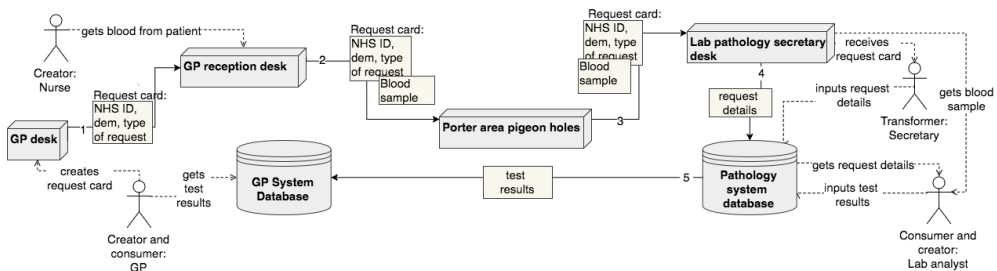 gets blood from patient
Creator:
Nurse
GP reception desk
2
Request card:
NHS ID,
dem, type
of request
Blood
sample
Request card:
NHS ID,
dem, type
of request
Blood
sample
Lab pathology secretary
desk
receives
request card
4
request
details
inputs request
details
Transformer:
Secretary
gets blood
sample
Request card:
NHS ID,
dem, type
of request
1
GP desk
Porter area pigeon holes
3
creates
request card
gets
test
results
GP System
Database
test
results
5
Pathology
system
database
gets request details
inputs test
results
Creator and
consumer:
GP
Consumer and
creator:
Lab analyst